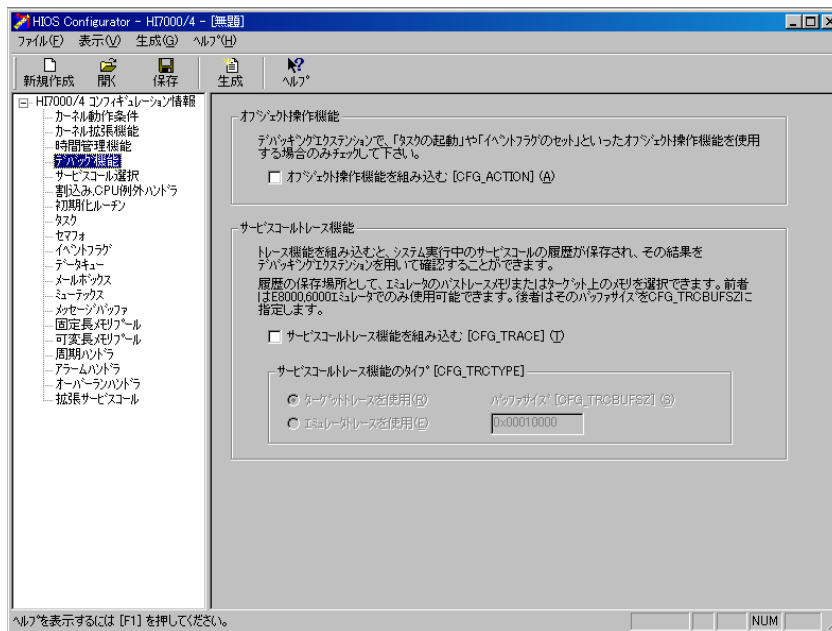 HIOS Configurator - HI7000/4 - [無題]
ファイル(F) 表示(V) 生成(G) ヘルプ(H)
新規作成 開く 保存 生成 ヘルプ
HI7000/4 コンフィギュレーション情報
カーネル動作条件
カーネル拡張機能
時間管理機能
デバッグ機能
サービスコール選択
割込み,CPU例外ハンドラ
初期化ルーチン
タスク
セマフォ
イベントフラグ
データキュー
メールボックス
ミューテックス
メッセージバッファ
固定長メモリプール
可変長メモリプール
周期ハンドラ
アラームハンドラ
オーバーランハンドラ
拡張サービスコール
オブジェクト操作機能
デバッギングエクステンションで、「タスクの起動」や「イベントフラグのセット」といったオブジェクト操作機能を使用
する場合のみチェックして下さい。
オブジェクト操作機能を組み込む [CFG_ACTION] (A)
サービスコールトレース機能
トレース機能を組み込むと、システム実行中のサービスコールの履歴が保存され、その結果を
デバッギングエクステンションを用いて確認することができます。
履歴の保存場所として、エミュレータのバストレースメモリまたはターゲット上のメモリを選択できます。前者
はE8000,6000エミュレータでのみ使用可能できます。後者はそのバッファサイズをCFG_TRCBUFSZに
指定します。
サービスコールトレース機能を組み込む [CFG_TRACE] (T)
サービスコールトレース機能のタイプ [CFG_TRCTYPE]
ターゲットトレースを使用(R) バッファサイズ [CFG_TRCBUFSZ] (S)
エミュレータトレースを使用(E) 0x00010000
ヘルプを表示するには [F1] を押してください。 NUM